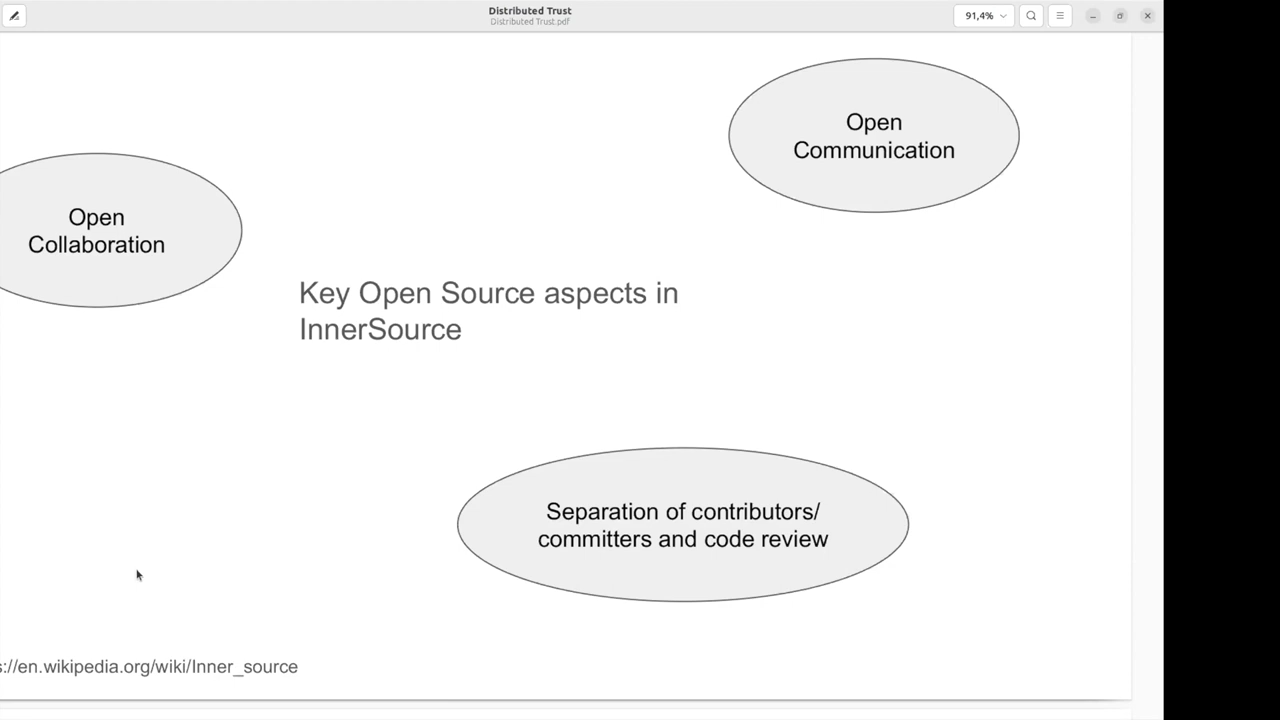 Distributed Trust
Distributed Trust.pdf
91,4%
Open
Communication
Open
Collaboration
Key Open Source aspects in
InnerSource
Separation of contributors/
committers and code review
s://en.wikipedia.org/wiki/Inner_source